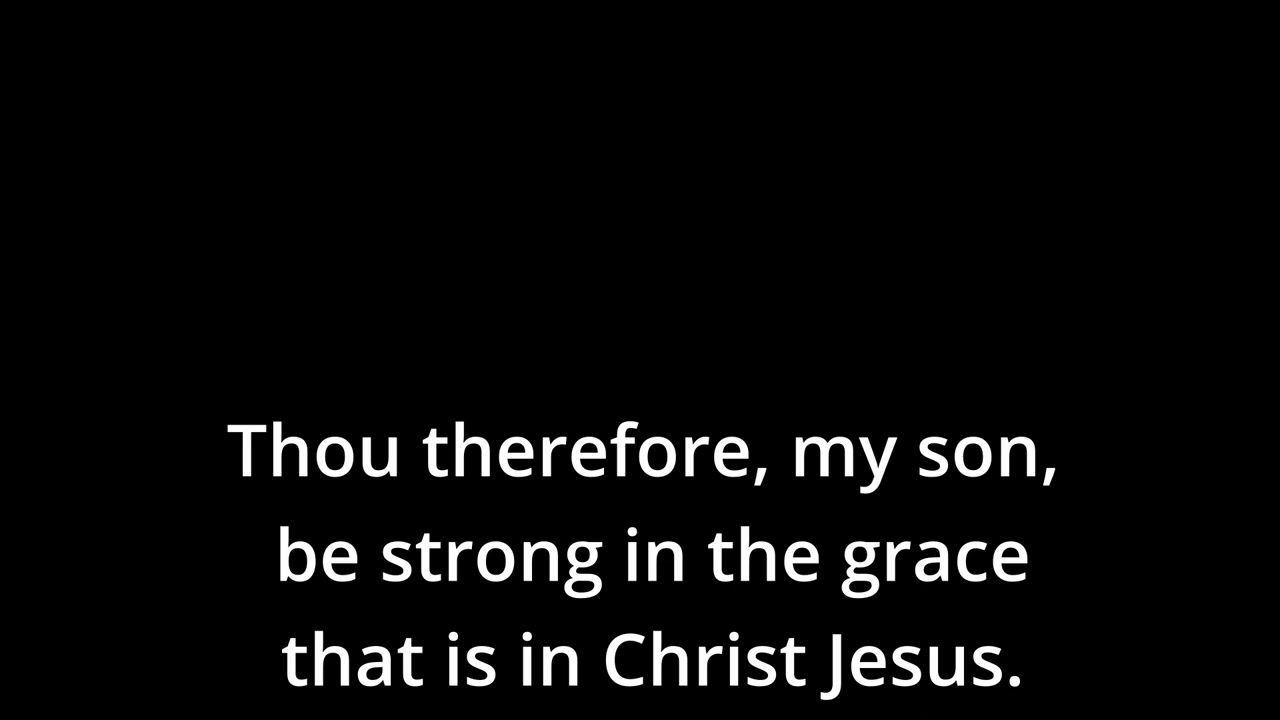 Thou therefore, my son,
be strong in the grace
that is in Christ Jesus.